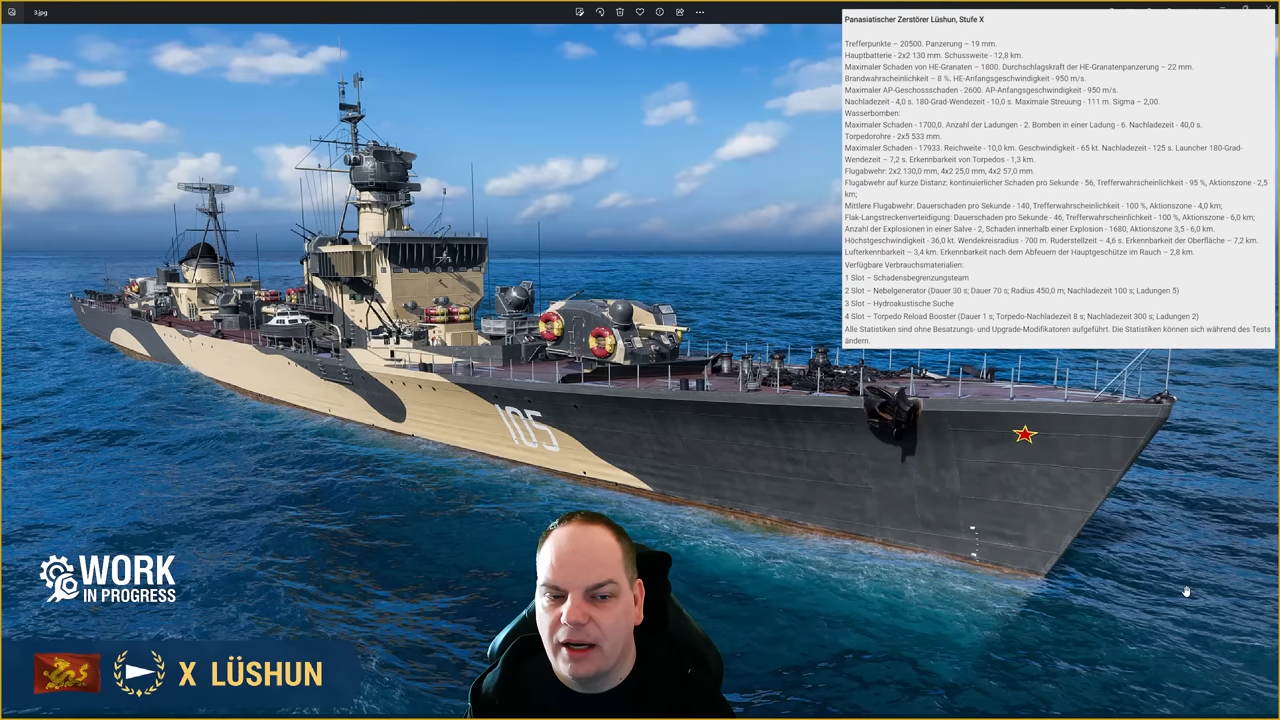 3.jpg
Panasiatischer Zerstörer Lüshun, Stufe X
Trefferpunkte – 20500. Panzerung – 19 mm.
Hauptbatterie - 2x2 130 mm. Schussweite - 12,8 km.
Maximaler Schaden von HE-Granaten – 1800. Durchschlagskraft der HE-Granatenpanzerung – 22 mm.
Brandwahrscheinlichkeit – 8 %. HE-Anfangsgeschwindigkeit - 950 m/s.
Maximaler AP-Geschossschaden - 2600. AP-Anfangsgeschwindigkeit - 950 m/s.
Nachladezeit - 4,0 s. 180-Grad-Wendezeit - 10,0 s. Maximale Streuung - 111 m. Sigma – 2,00.
Wasserbomben:
Maximaler Schaden - 1700,0. Anzahl der Ladungen - 2. Bomben in einer Ladung - 6. Nachladezeit - 40,0 s.
Torpedorohre - 2x5 533 mm.
Maximaler Schaden - 17933. Reichweite - 10,0 km. Geschwindigkeit - 65 kt. Nachladezeit - 125 s. Launcher 180-Grad-
Wendezeit – 7,2 s. Erkennbarkeit von Torpedos - 1,3 km.
Flugabwehr: 2x2 130,0 mm, 4x2 25,0 mm, 4x2 57,0 mm.
Flugabwehr auf kurze Distanz: kontinuierlicher Schaden pro Sekunde - 56, Trefferwahrscheinlichkeit - 95 %, Aktionszone - 2,5
km;
Mittlere Flugabwehr: Dauerschaden pro Sekunde - 140, Trefferwahrscheinlichkeit - 100 %, Aktionszone - 4,0 km;
Flak-Langstreckenverteidigung: Dauerschaden pro Sekunde - 46, Trefferwahrscheinlichkeit - 100 %, Aktionszone - 6,0 km;
Anzahl der Explosionen in einer Salve - 2, Schaden innerhalb einer Explosion - 1680, Aktionszone 3,5 - 6,0 km.
Höchstgeschwindigkeit - 36,0 kt. Wendekreisradius - 700 m. Ruderstellzeit – 4,6 s. Erkennbarkeit der Oberfläche – 7,2 km.
Lufterkennbarkeit – 3,4 km. Erkennbarkeit nach dem Abfeuern der Hauptgeschütze im Rauch – 2,8 km.
Verfügbare Verbrauchsmaterialien:
1 Slot – Schadensbegrenzungsteam
2 Slot – Nebelgenerator (Dauer 30 s; Dauer 70 s; Radius 450,0 m; Nachladezeit 100 s; Ladungen 5)
3 Slot – Hydroakustische Suche
4 Slot – Torpedo Reload Booster (Dauer 1 s; Torpedo-Nachladezeit 8 s; Nachladezeit 300 s; Ladungen 2)
Alle Statistiken sind ohne Besatzungs- und Upgrade-Modifikatoren aufgeführt. Die Statistiken können sich während des Tests
ändern.
105
WORK
IN PROGRESS
X LÜSHUN